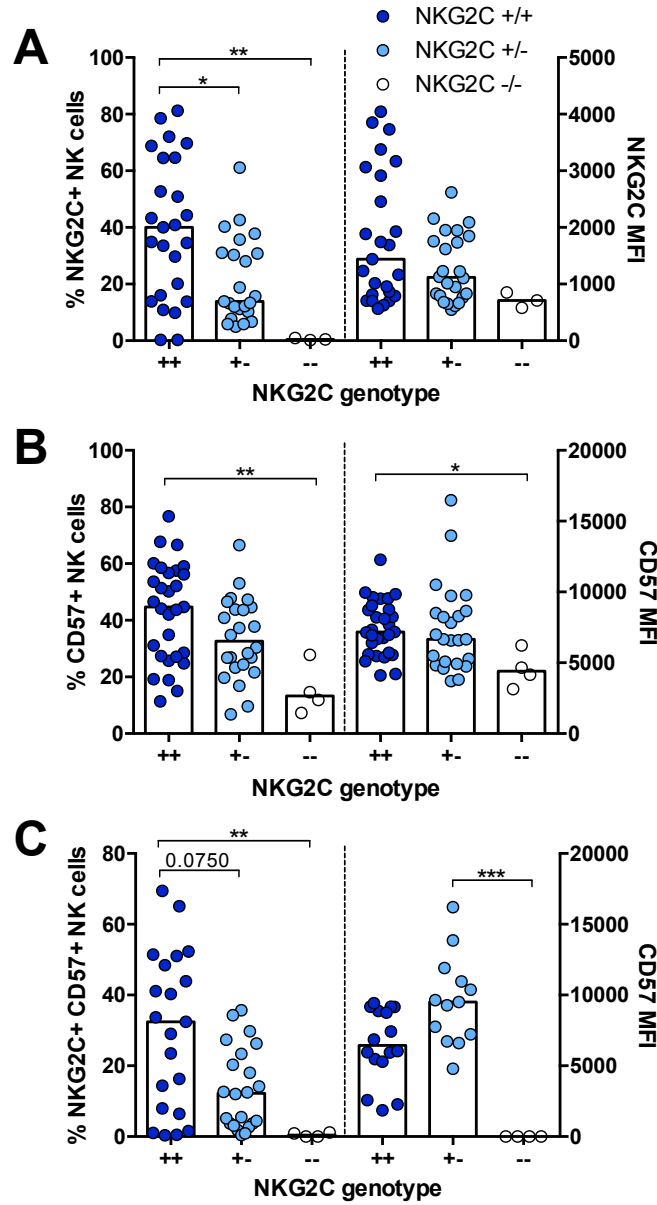 NKG2C +/+
NKG2C +/-
NKG2C -/-
A
% NKG2C+ NK cells
100
80
60
40
20
0
**
*
5000
4000
3000
2000
1000
0
NKG2C MFI
++ +- -- ++ +- --
NKG2C genotype
B
% CD57+ NK cells
100
80
60
40
20
0
**
*
20000
15000
10000
5000
0
CD57 MFI
++ +- -- ++ +- --
NKG2C genotype
C
% NKG2C+ CD57+ NK cells
80
60
40
20
0
**
0.0750
***
20000
15000
10000
5000
0
CD57 MFI
++ +- -- ++ +- --
NKG2C genotype